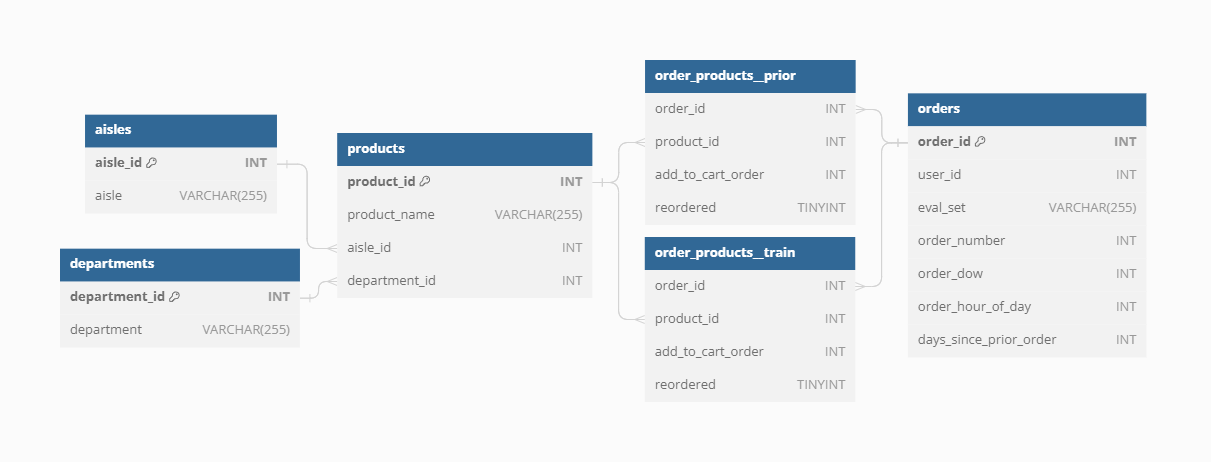 aisles
aisle_id INT
aisle VARCHAR(255)
departments
department_id INT
department VARCHAR(255)
products
product_id INT
product_name VARCHAR(255)
aisle_id INT
department_id INT
order_products__prior
order_id INT
product_id INT
add_to_cart_order INT
reordered TINYINT
order_products__train
order_id INT
product_id INT
add_to_cart_order INT
reordered TINYINT
orders
order_id INT
user_id INT
eval_set VARCHAR(255)
order_number INT
order_dow INT
order_hour_of_day INT
days_since_prior_order INT